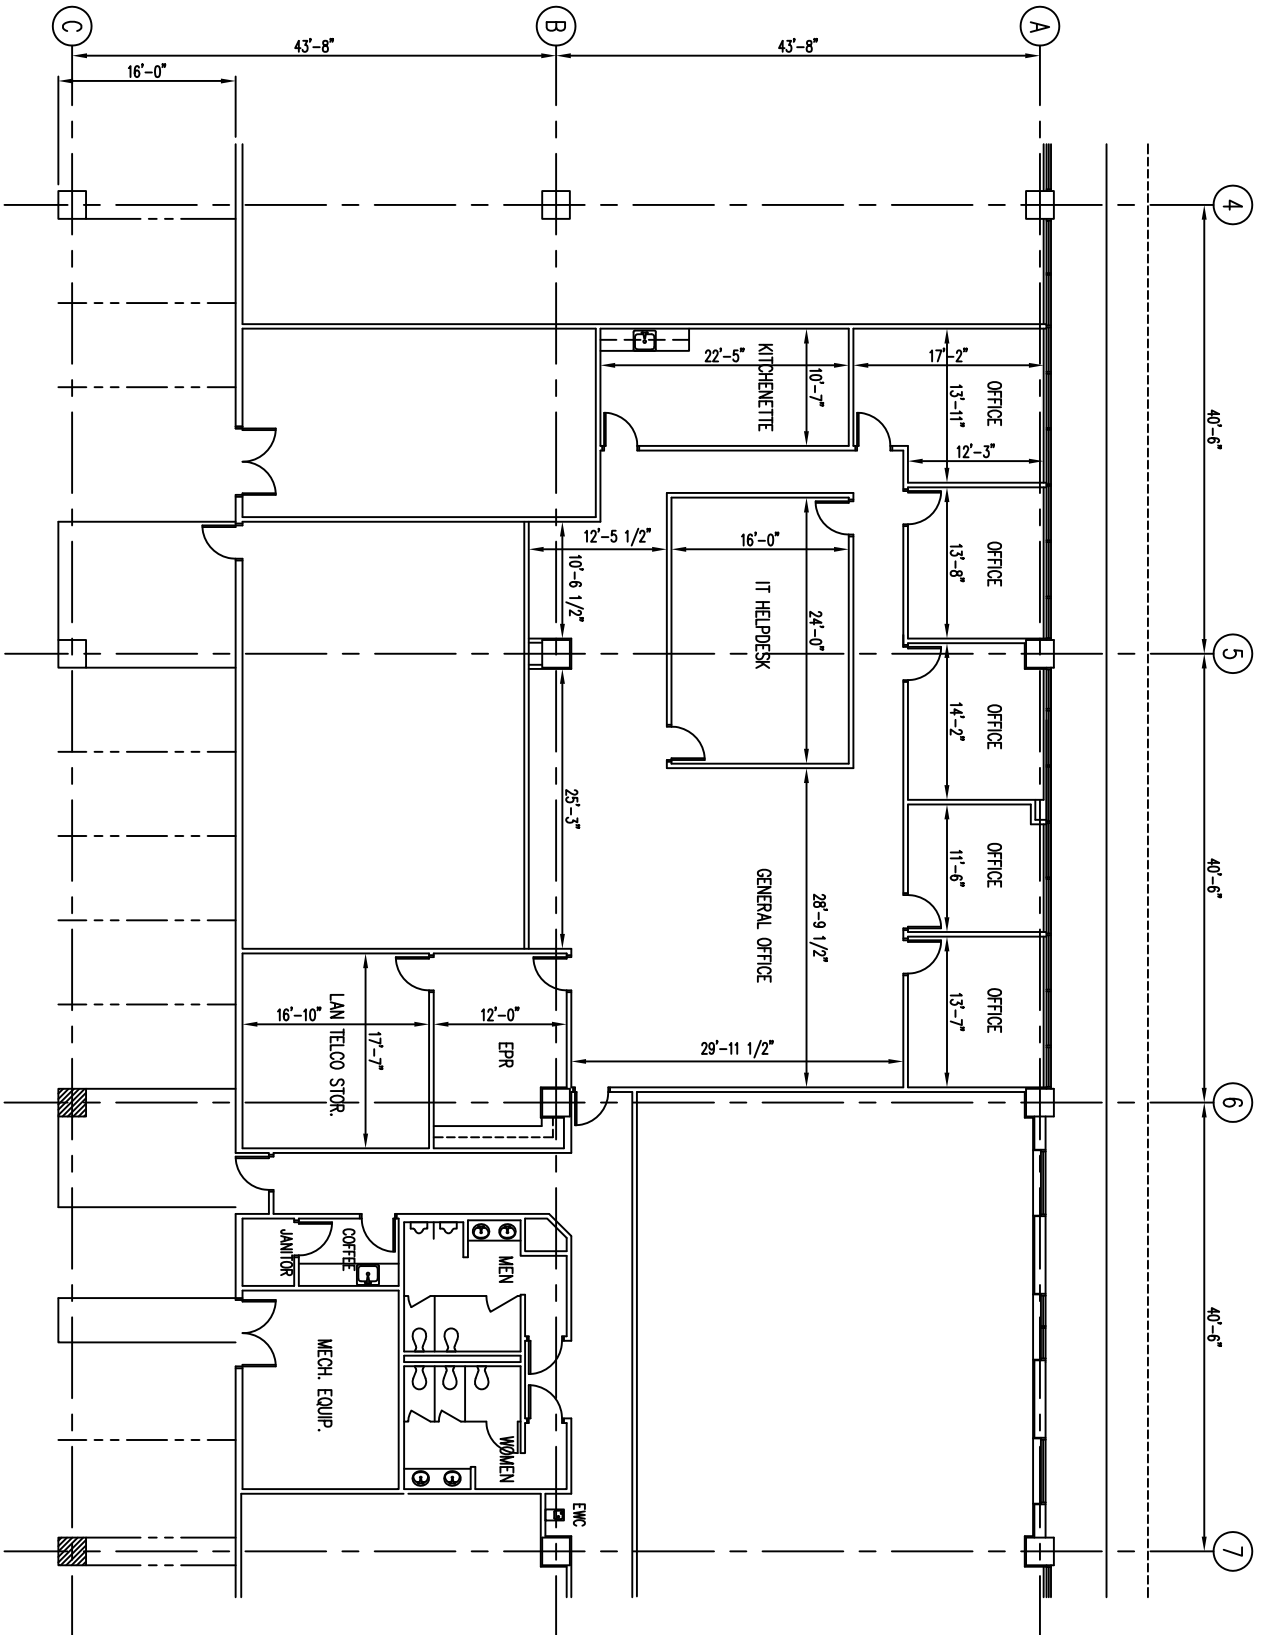 C
B
A
43'-8"
43'-8"
16'-0"
4
5
6
7
40'-6"
40'-6"
40'-6"
KITCHENETTE
22'-5"
10'-7"
OFFICE
17'-2"
13'-11"
12'-3"
OFFICE
13'-8"
OFFICE
14'-2"
OFFICE
11'-6"
OFFICE
13'-7"
12'-5 1/2"
10'-6 1/2"
16'-0"
24'-0"
IT HELPDESK
25'-3"
GENERAL OFFICE
28'-9 1/2"
29'-11 1/2"
16'-10"
17'-7"
LAN TELCO STOR.
12'-0"
EPR
JANITOR
COFFEE
MEN
MECH. EQUIP.
WOMEN
EWC